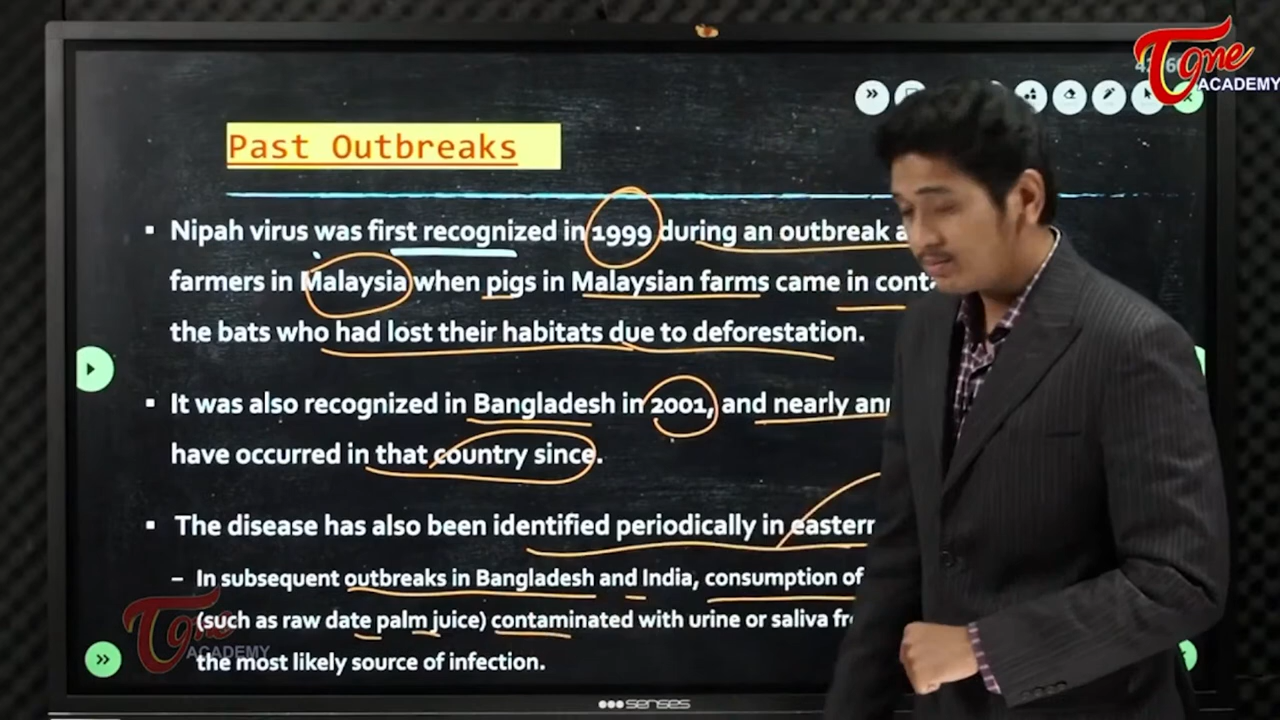 Tone
ACADEMY
Past Outbreaks
▪ Nipah virus was first recognized in 1999 during an outbreak
farmers in Malaysia when pigs in Malaysian farms came in
the bats who had lost their habitats due to deforestation.
▪ It was also recognized in Bangladesh in 2001, and nearly
have occurred in that country since.
▪ The disease has also been identified periodically in eastern
– In subsequent outbreaks in Bangladesh and India, consumption of
(such as raw date palm juice) contaminated with urine or saliva
the most likely source of infection.
Tone
ACADEMY
senses